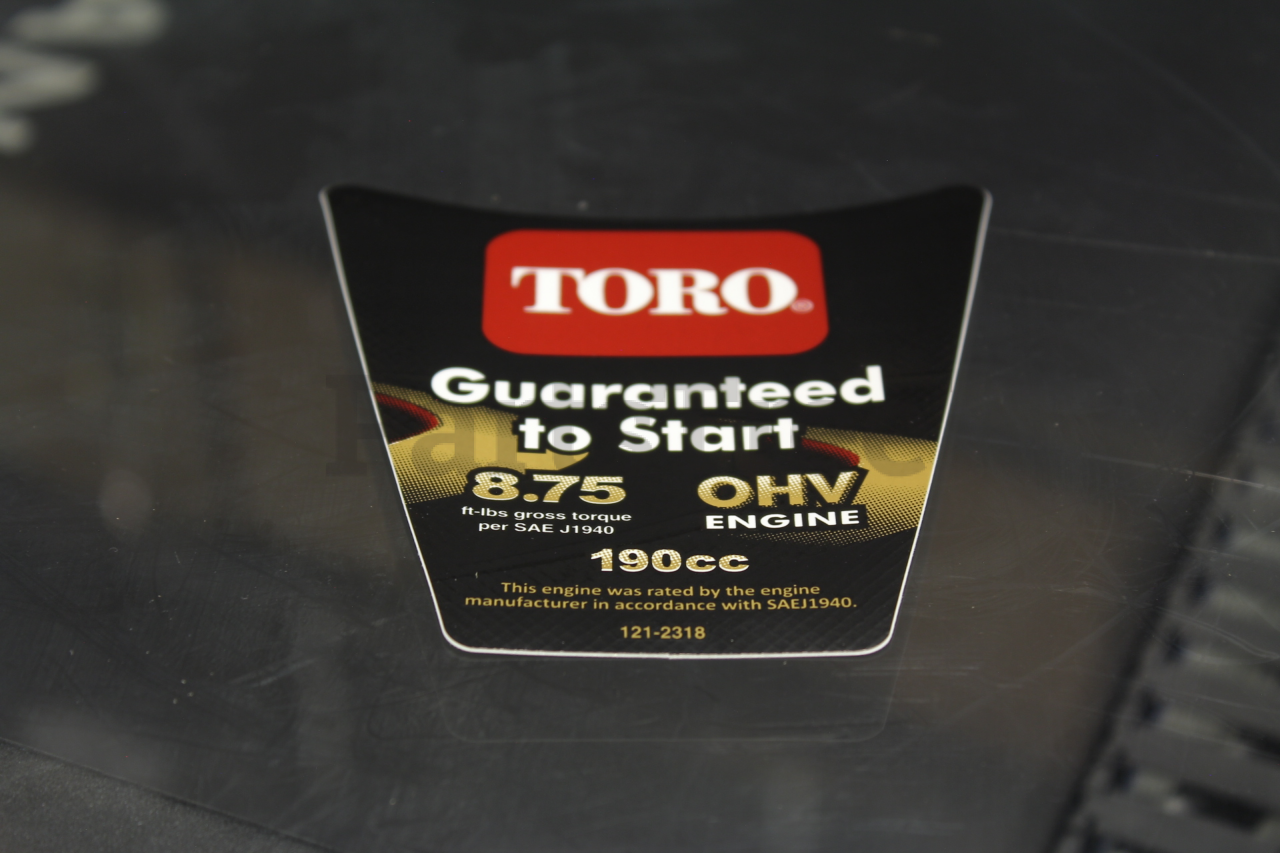 TORO®
Guaranteed
to Start
8.75
ft-lbs gross torque
per SAE J1940
OHV
ENGINE
190cc
This engine was rated by the engine
manufacturer in accordance with SAEJ1940.
121-2318